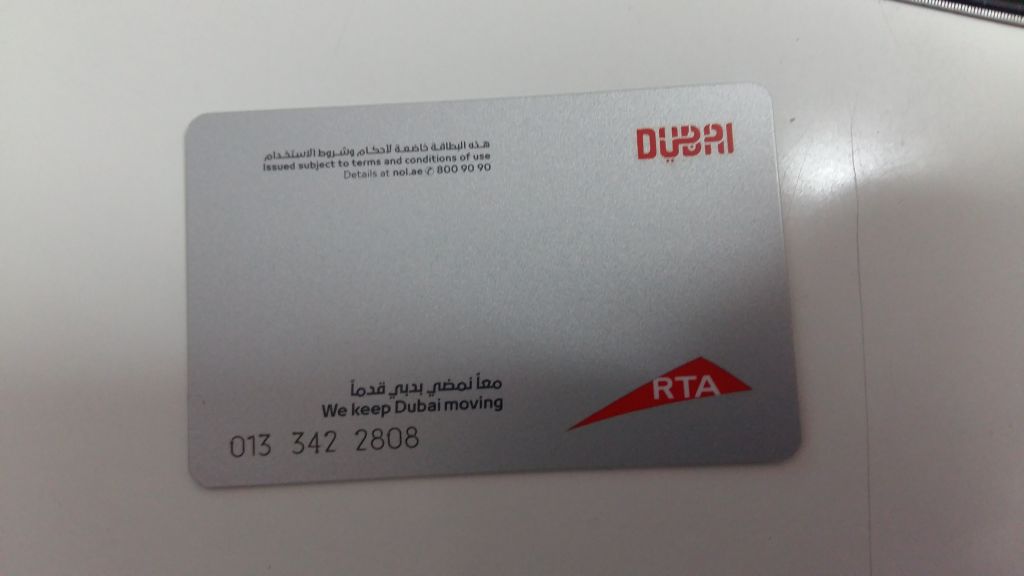 هذه البطاقة خاضعة لأحكام وشروط الاستخدام
Issued subject to terms and conditions of use
Details at nol.ae ✆ 800 90 90
DUBAI
معاً نمضي بدبي قدماً
We keep Dubai moving
RTA
013 342 2808